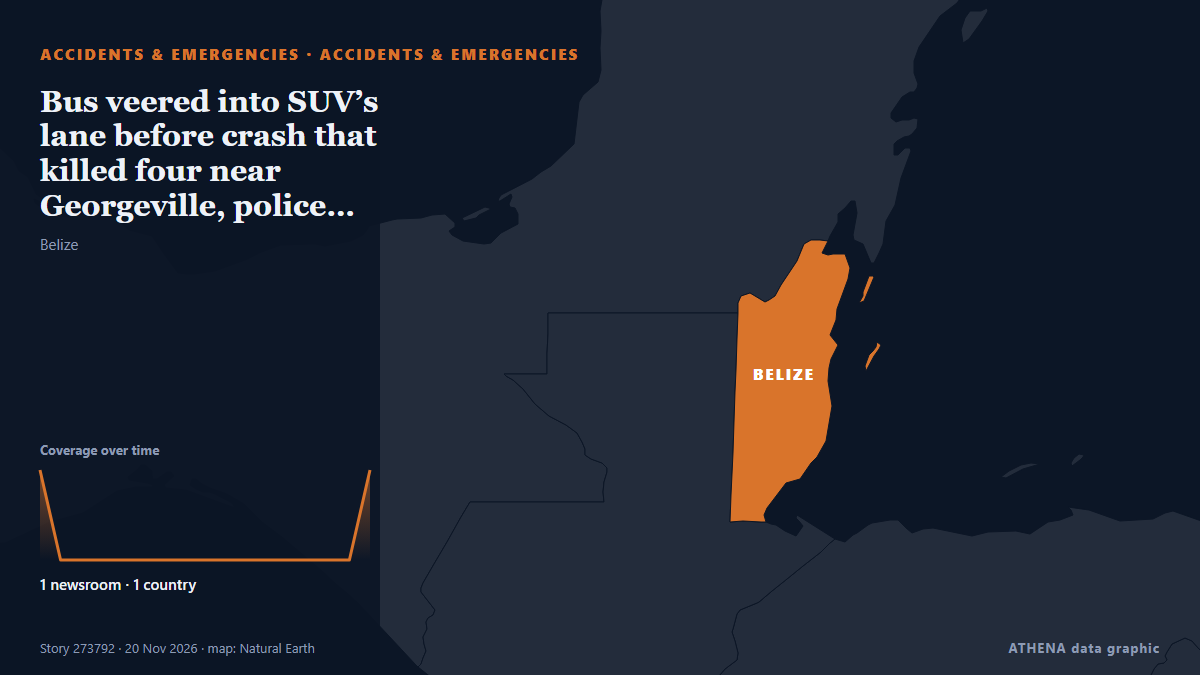 ACCIDENTS & EMERGENCIES · ACCIDENTS & EMERGENCIES
Bus veered into SUV’s
lane before crash that
killed four near
Georgeville, police…
Belize
BELIZE
Coverage over time
1 newsroom · 1 country
Story 273792 · 20 Nov 2026 · map: Natural Earth
ATHENA data graphic